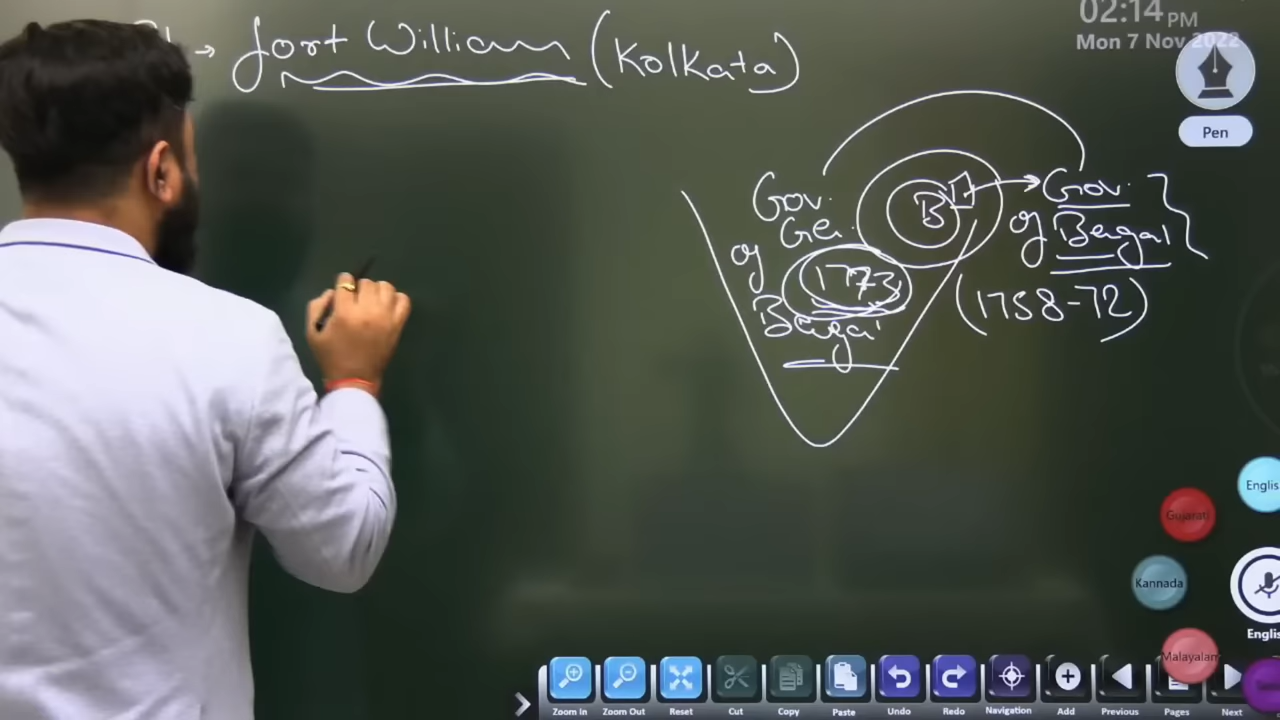 02:14 PM
Mon 7 Nov 2022
→ fort William (Kolkata)
Pen
Gov.
Gen.
of
1773
Bengal
B
Gov.
of Bengal
(1758-72)
Englis
Gujarati
Kannada
Englis
Malayalam
Zoom In
Zoom Out
Reset
Cut
Copy
Paste
Undo
Redo
Navigation
Add
Previous
Pages
Next